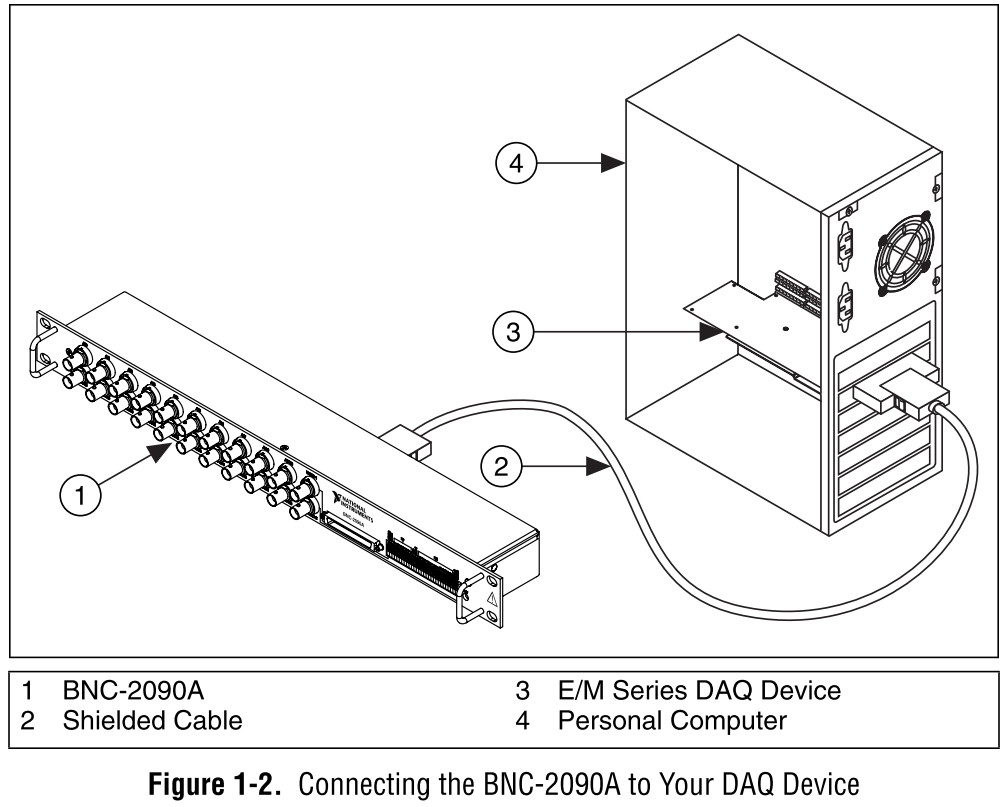 4
3
2
1
NATIONAL
INSTRUMENTS
BNC-2090A
1 BNC-2090A
2 Shielded Cable
3 E/M Series DAQ Device
4 Personal Computer
Figure 1-2. Connecting the BNC-2090A to Your DAQ Device